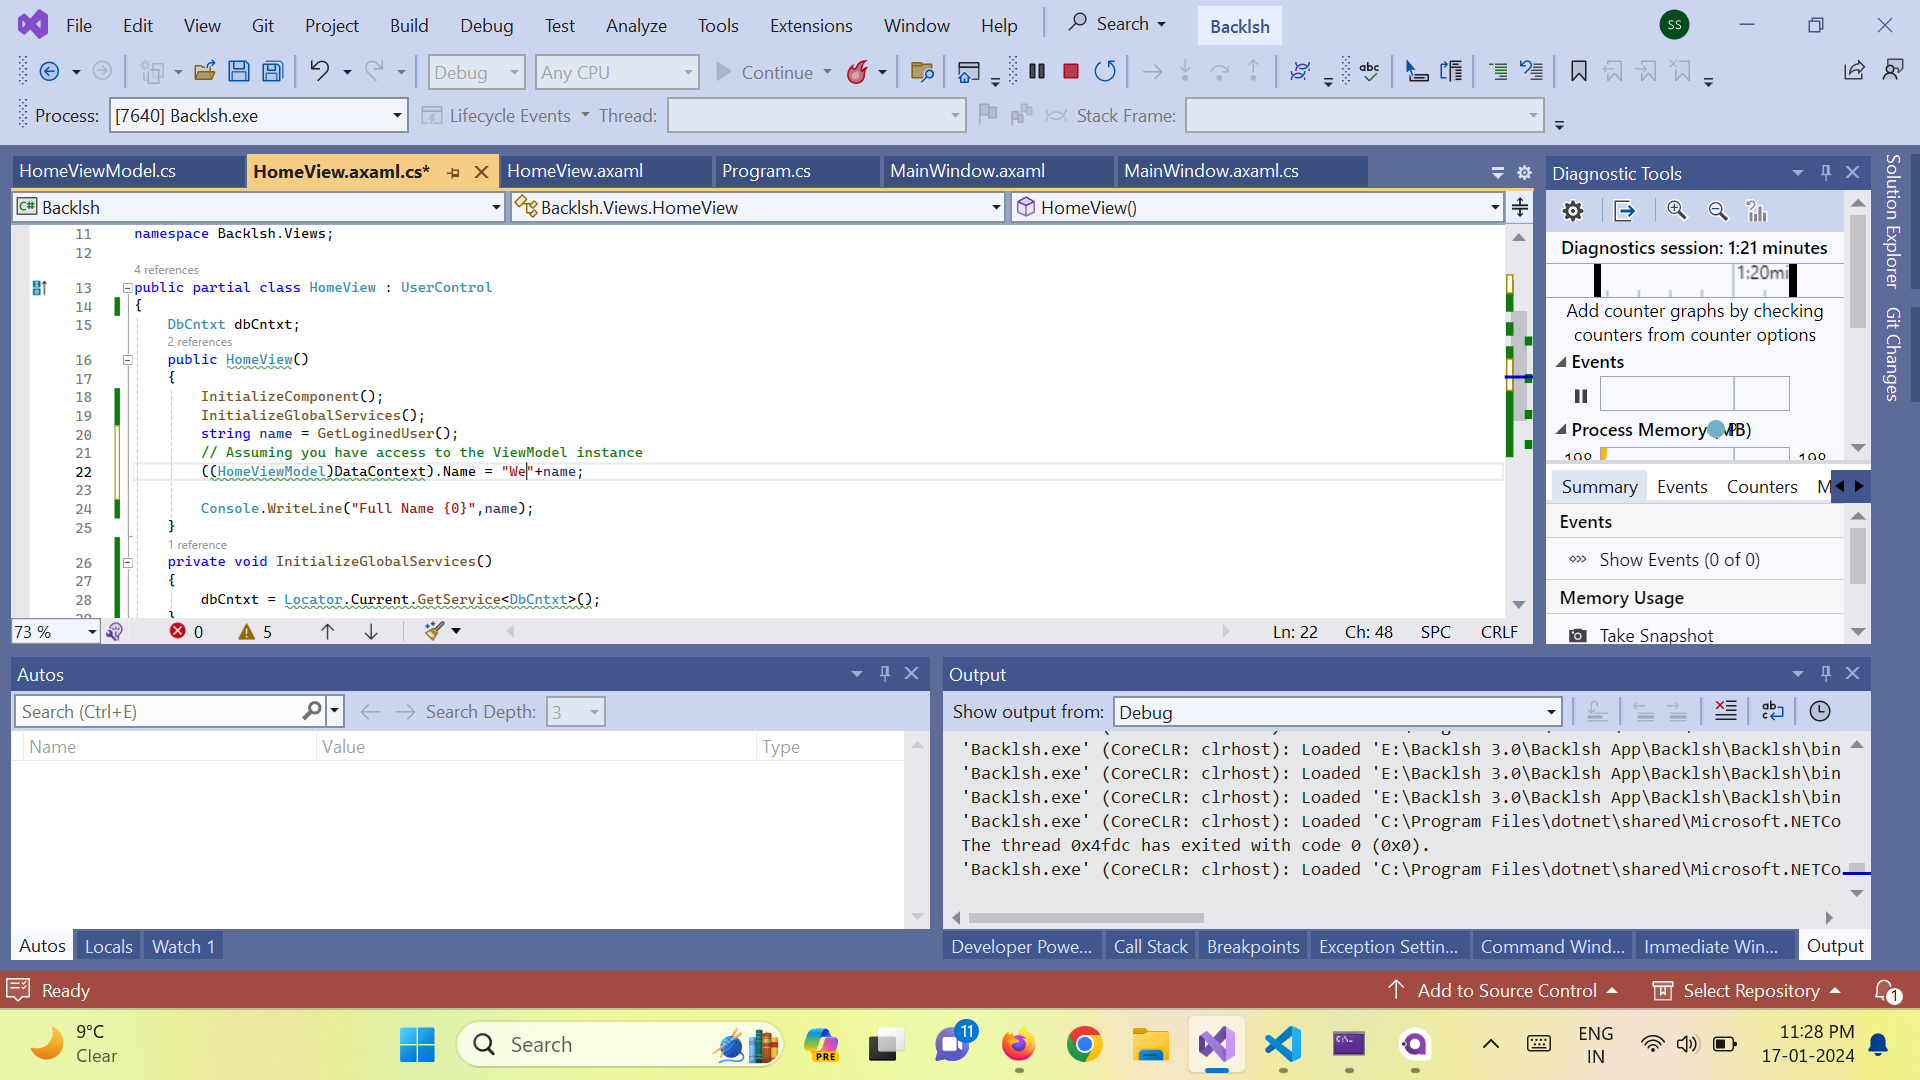 File Edit View Git Project Build Debug Test Analyze Tools Extensions Window Help Search Backlsh SS
Debug Any CPU Continue abc
Process: [7640] Backlsh.exe Lifecycle Events Thread: Stack Frame:
HomeViewModel.cs HomeView.axaml.cs* HomeView.axaml Program.cs MainWindow.axaml MainWindow.axaml.cs
C# Backlsh Backlsh.Views.HomeView HomeView()
11 namespace Backlsh.Views;
12
4 references
13 public partial class HomeView : UserControl
14 {
15 DbCntxt dbCntxt;
2 references
16 public HomeView()
17 {
18 InitializeComponent();
19 InitializeGlobalServices();
20 string name = GetLoginedUser();
21 // Assuming you have access to the ViewModel instance
22 ((HomeViewModel)DataContext).Name = "We"+name;
23
24 Console.WriteLine("Full Name {0}",name);
25 }
1 reference
26 private void InitializeGlobalServices()
27 {
28 dbCntxt = Locator.Current.GetService<DbCntxt>();
73 % 0 5 Ln: 22 Ch: 48 SPC CRLF
Diagnostic Tools
Diagnostics session: 1:21 minutes
1:20mi
Add counter graphs by checking
counters from counter options
Events
Process Memory (MB)
198 198
Summary Events Counters M
Events
Show Events (0 of 0)
Memory Usage
Take Snapshot
Solution Explorer
Git Changes
Autos
Search (Ctrl+E) Search Depth: 3
Name Value Type
Autos Locals Watch 1
Output
Show output from: Debug
'Backlsh.exe' (CoreCLR: clrhost): Loaded 'E:\Backlsh 3.0\Backlsh App\Backlsh\Backlsh\bin
'Backlsh.exe' (CoreCLR: clrhost): Loaded 'E:\Backlsh 3.0\Backlsh App\Backlsh\Backlsh\bin
'Backlsh.exe' (CoreCLR: clrhost): Loaded 'E:\Backlsh 3.0\Backlsh App\Backlsh\Backlsh\bin
'Backlsh.exe' (CoreCLR: clrhost): Loaded 'C:\Program Files\dotnet\shared\Microsoft.NETCo
The thread 0x4fdc has exited with code 0 (0x0).
'Backlsh.exe' (CoreCLR: clrhost): Loaded 'C:\Program Files\dotnet\shared\Microsoft.NETCo
Developer Powe... Call Stack Breakpoints Exception Settin... Command Wind... Immediate Win... Output
Ready Add to Source Control Select Repository 1
9°C
Clear
Search PRE 11
ENG
IN
11:28 PM
17-01-2024